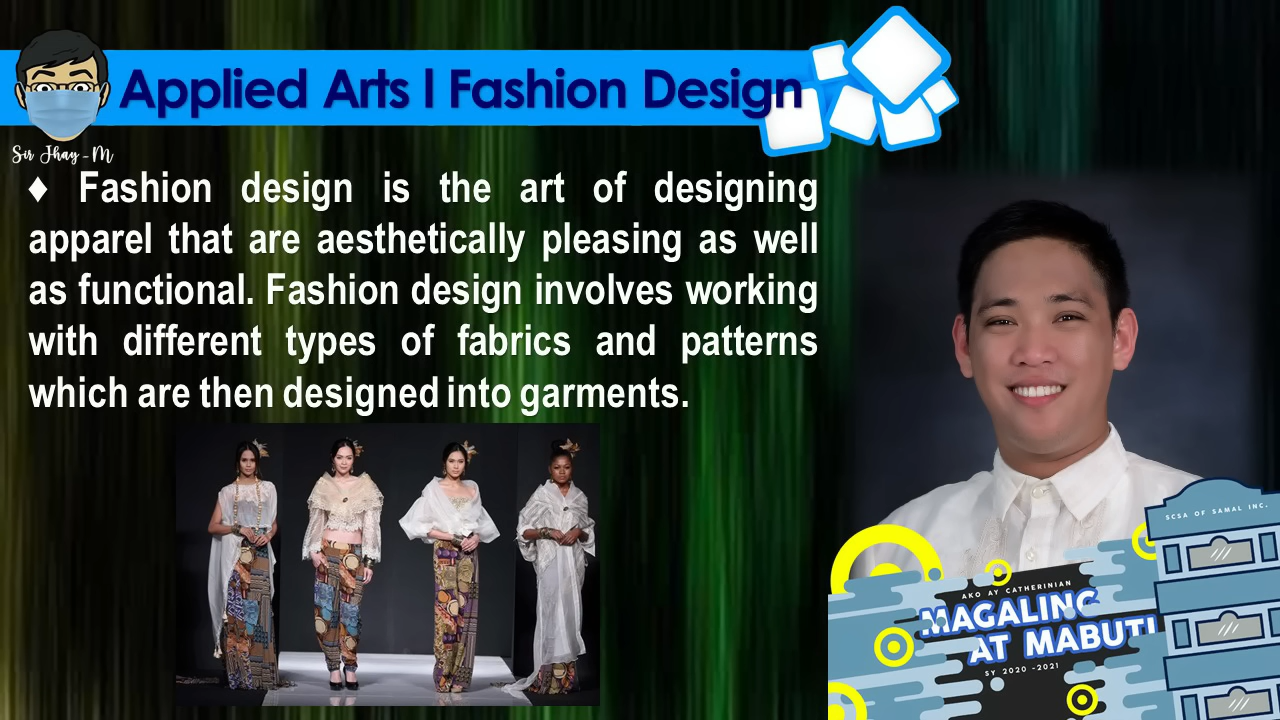 Applied Arts l Fashion Design
Sir Jhay-M
♦ Fashion design is the art of designing
apparel that are aesthetically pleasing as well
as functional. Fashion design involves working
with different types of fabrics and patterns
which are then designed into garments.
SCSA OF SAMAL INC.
AKO AY CATHERINIAN
MAGALING
AT MABUTI
SY 2020 -2021